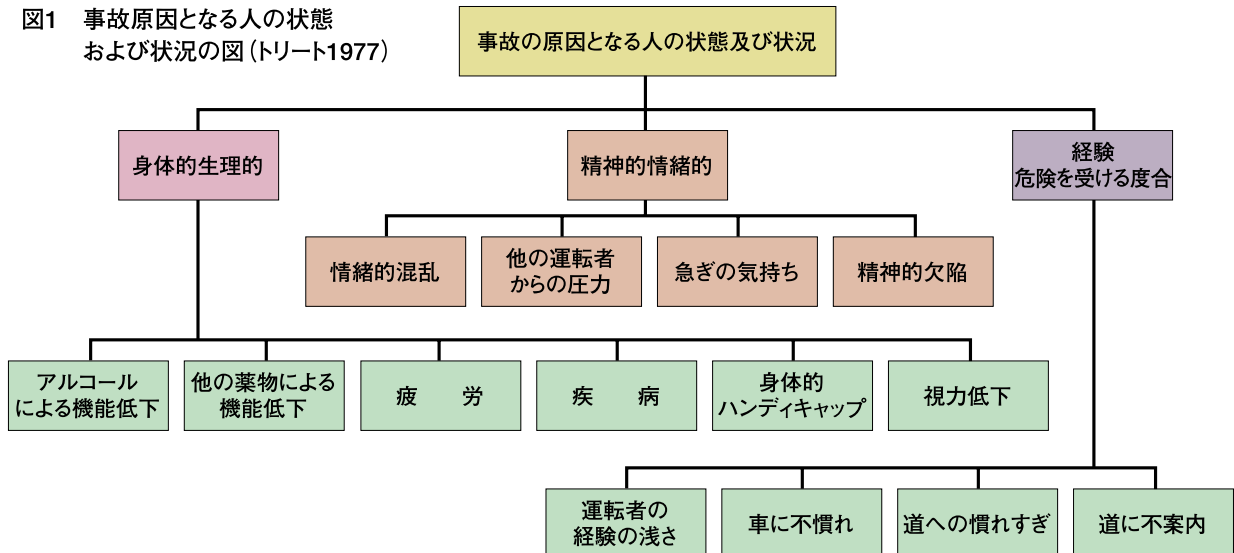 図1 事故原因となる人の状態
および状況の図(トリート1977)
事故の原因となる人の状態及び状況
身体的生理的
精神的情緒的
経験
危険を受ける度合
情緒的混乱
他の運転者
からの圧力
急ぎの気持ち
精神的欠陥
アルコール
による機能低下
他の薬物による
機能低下
疲 労
疾 病
身体的
ハンディキャップ
視力低下
運転者の
経験の浅さ
車に不慣れ
道への慣れすぎ
道に不案内